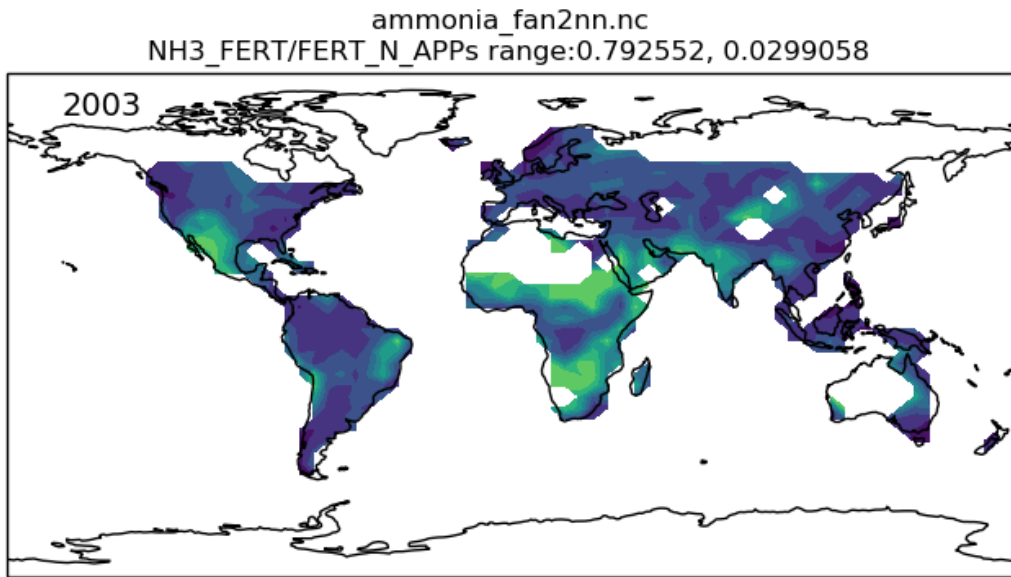 ammonia_fan2nn.nc
NH3_FERT/FERT_N_APPs range:0.792552, 0.0299058
2003